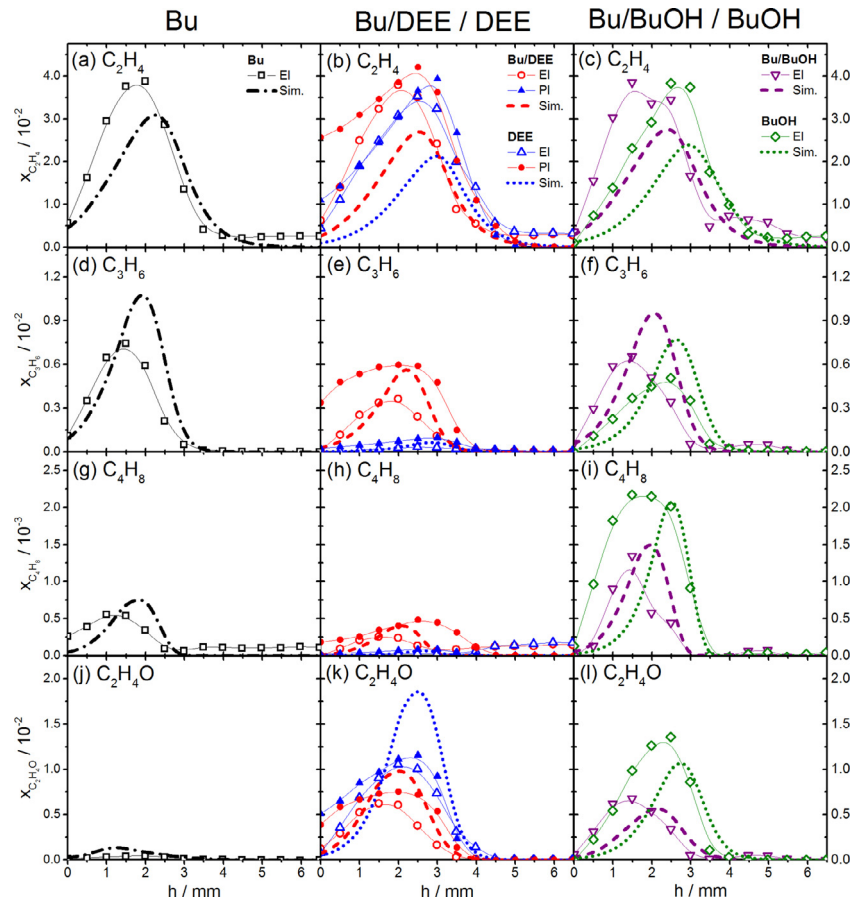 Bu
Bu/DEE / DEE
Bu/BuOH / BuOH
(a) C₂H₄
Bu
EI
Sim.
(b) C₂H₄
Bu/DEE
EI
PI
Sim.
DEE
EI
PI
Sim.
(c) C₂H₄
Bu/BuOH
EI
Sim.
BuOH
EI
Sim.
x_C₂H₄ / 10⁻²
4.0
3.0
2.0
1.0
0.0
(d) C₃H₆
(e) C₃H₆
(f) C₃H₆
x_C₃H₆ / 10⁻²
1.2
0.9
0.6
0.3
0.0
(g) C₄H₈
(h) C₄H₈
(i) C₄H₈
x_C₄H₈ / 10⁻³
2.5
2.0
1.5
1.0
0.5
0.0
(j) C₂H₄O
(k) C₂H₄O
(l) C₂H₄O
x_C₂H₄O / 10⁻²
2.0
1.5
1.0
0.5
0.0
0 1 2 3 4 5 6
0 1 2 3 4 5 6
0 1 2 3 4 5 6
h / mm
h / mm
h / mm